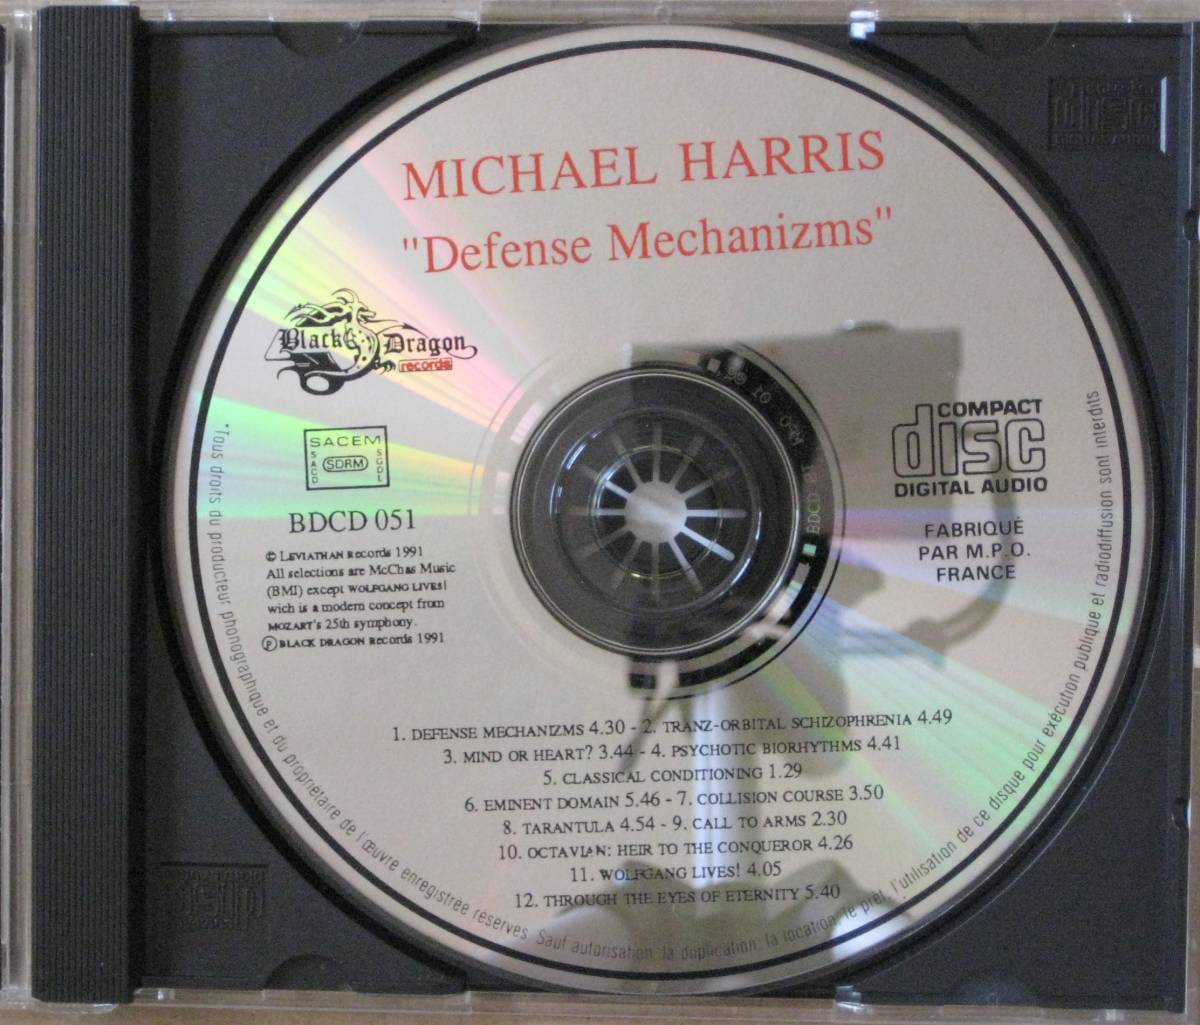 MICHAEL HARRIS
"Defense Mechanizms"
Black Dragon
records
SACEM
SACD
SDRM
SGDL
BDCD 051
© LEVIATHAN Records 1991
All selections are McChas Music
(BMI) except WOLFGANG LIVES!
wich is a modern concept from
MOZART'S 25th symphony.
℗ BLACK DRAGON Records 1991
COMPACT
disc
DIGITAL AUDIO
FABRIQUÉ
PAR M.P.O.
FRANCE
1. DEFENSE MECHANIZMS 4.30 - 2. TRANZ-ORBITAL SCHIZOPHRENIA 4.49
3. MIND OR HEART? 3.44 - 4. PSYCHOTIC BIORHYTHMS 4.41
5. CLASSICAL CONDITIONING 1.29
6. EMINENT DOMAIN 5.46 - 7. COLLISION COURSE 3.50
8. TARANTULA 4.54 - 9. CALL TO ARMS 2.30
10. OCTAVIAN: HEIR TO THE CONQUEROR 4.26
11. WOLFGANG LIVES! 4.05
12. THROUGH THE EYES OF ETERNITY 5.40
"Tous droits du producteur phonographique et du propriétaire de l'œuvre enregistrée réservés. Sauf autorisation, la duplication, la location, le prêt, l'utilisation de ce disque pour exécution publique et radiodiffusion sont interdits
disc